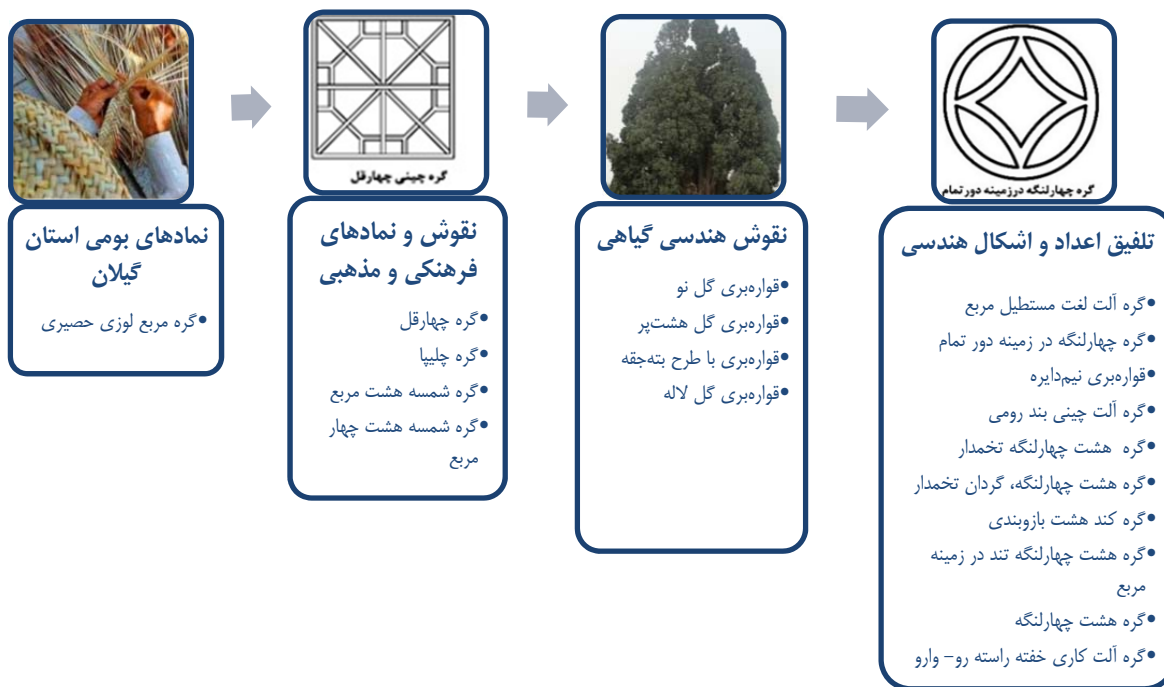 گره چینی چهارقل
گره چهارلنگه درزمینه دور تمام
نمادهای بومی استان
گیلان
•گره مربع لوزی حصیری
نقوش و نمادهای
فرهنکی و مذهبی
•گره چهارقل
•گره چلیپا
•گره شمسه هشت مربع
•گره شمسه هشت چهار
مربع
نقوش هندسی گیاهی
•قواره‌بری گل نو
•قواره‌بری گل هشت‌پر
•قواره‌بری با طرح بته‌جقه
•قواره‌بری گل لاله
تلفیق اعداد و اشکال هندسی
•گره آلت لغت مستطیل مربع
•گره چهارلنگه در زمینه دور تمام
•قواره‌بری نیم‌دایره
•گره آلت چینی بند رومی
•گره هشت چهارلنگه تخمدار
•گره هشت چهارلنگه، گردان تخمدار
•گره کند هشت بازوبندی
•گره هشت چهارلنگه تند در زمینه
مربع
•گره هشت چهارلنگه
•گره آلت کاری خفته راسته رو- وارو